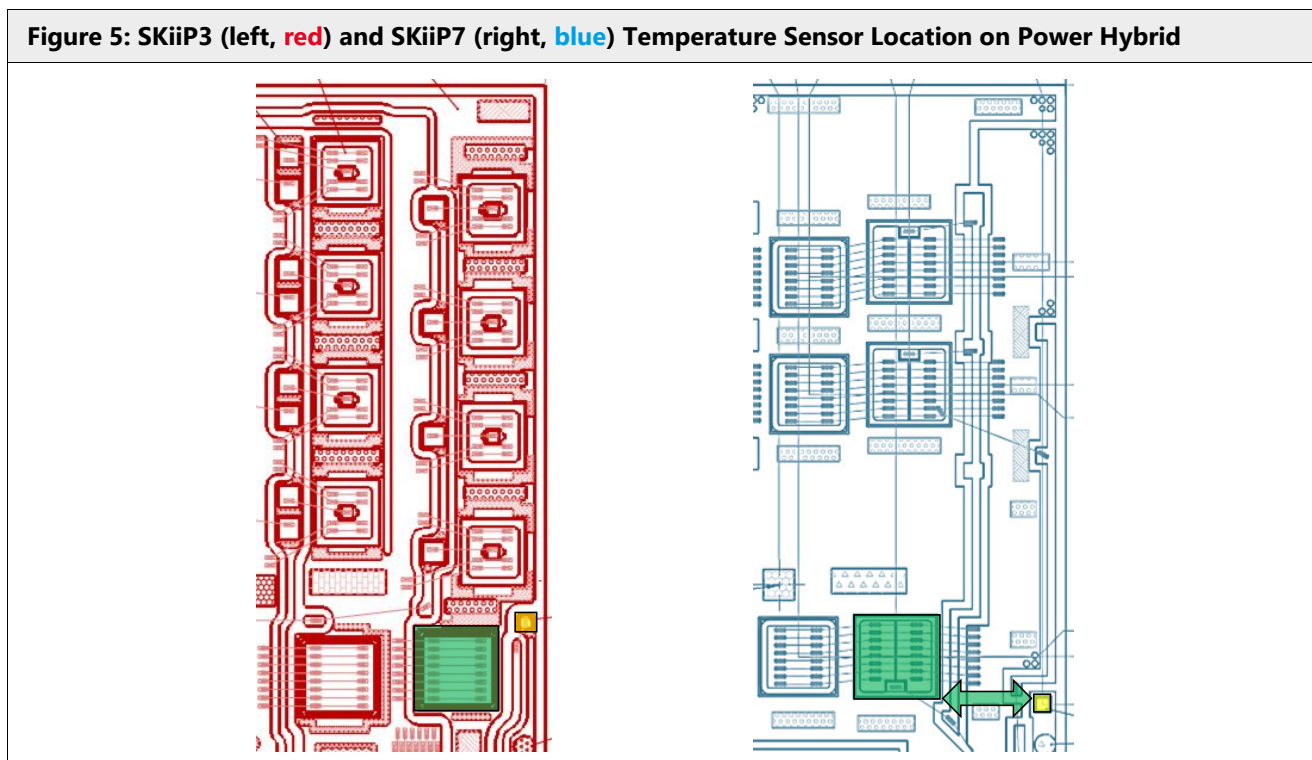 Figure 5: SKiiP3 (left, red) and SKiiP7 (right, blue) Temperature Sensor Location on Power Hybrid